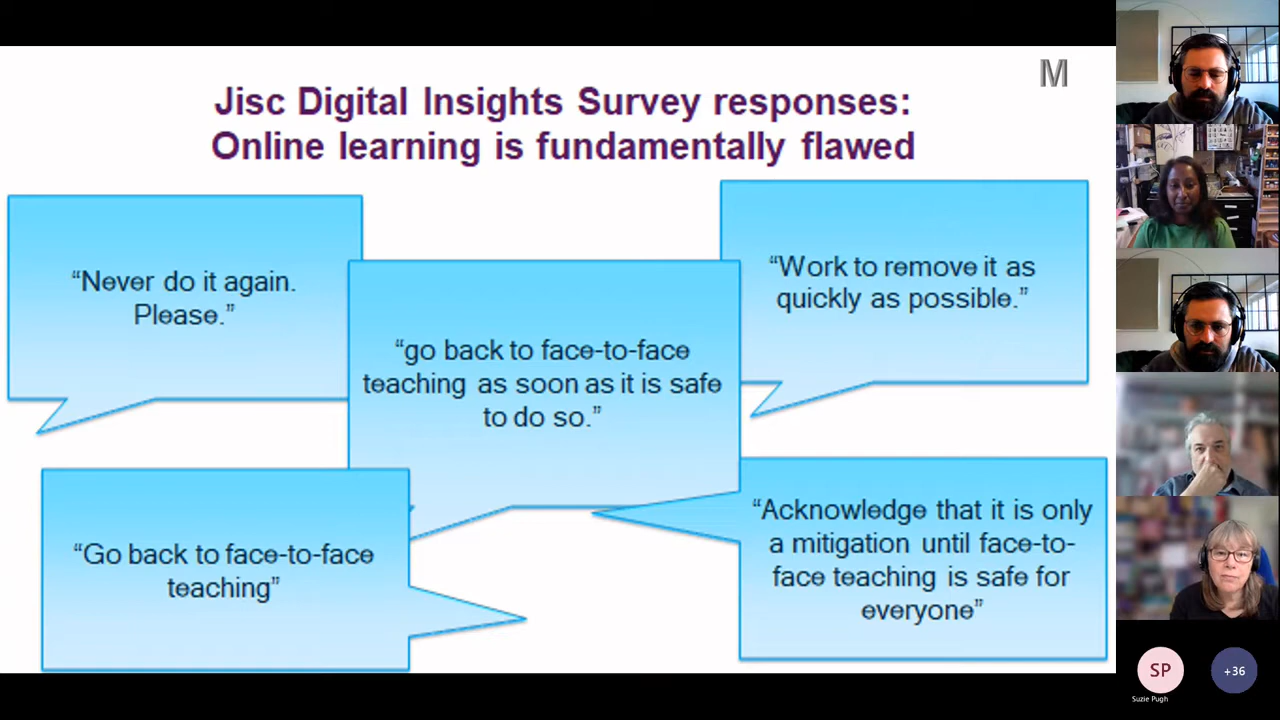 M
Jisc Digital Insights Survey responses:
Online learning is fundamentally flawed
“Never do it again.
Please.”
“go back to face-to-face
teaching as soon as it is safe
to do so.”
“Work to remove it as
quickly as possible.”
“Go back to face-to-face
teaching”
“Acknowledge that it is only
a mitigation until face-to-
face teaching is safe for
everyone”
SP
Suzie Pugh
+36